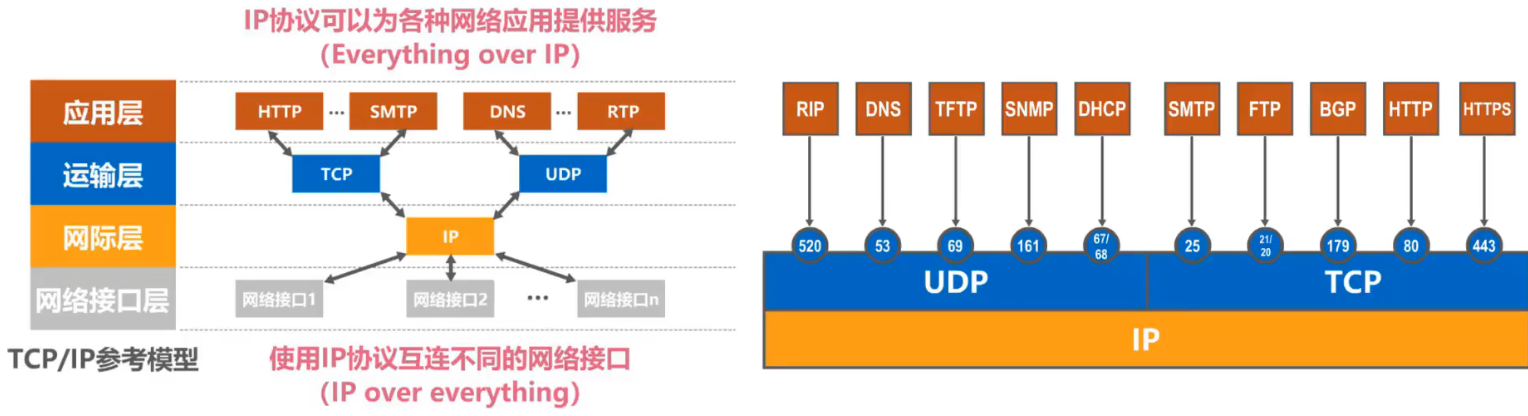 IP协议可以为各种网络应用提供服务
（Everything over IP）
应用层
HTTP ... SMTP DNS ... RTP
运输层
TCP UDP
网际层
IP
网络接口层
网络接口1 网络接口2 ... 网络接口n
TCP/IP参考模型
使用IP协议互连不同的网络接口
（IP over everything）
RIP DNS TFTP SNMP DHCP SMTP FTP BGP HTTP HTTPS
520 53 69 161 67/ 25 21/ 179 80 443
68 20
UDP TCP
IP